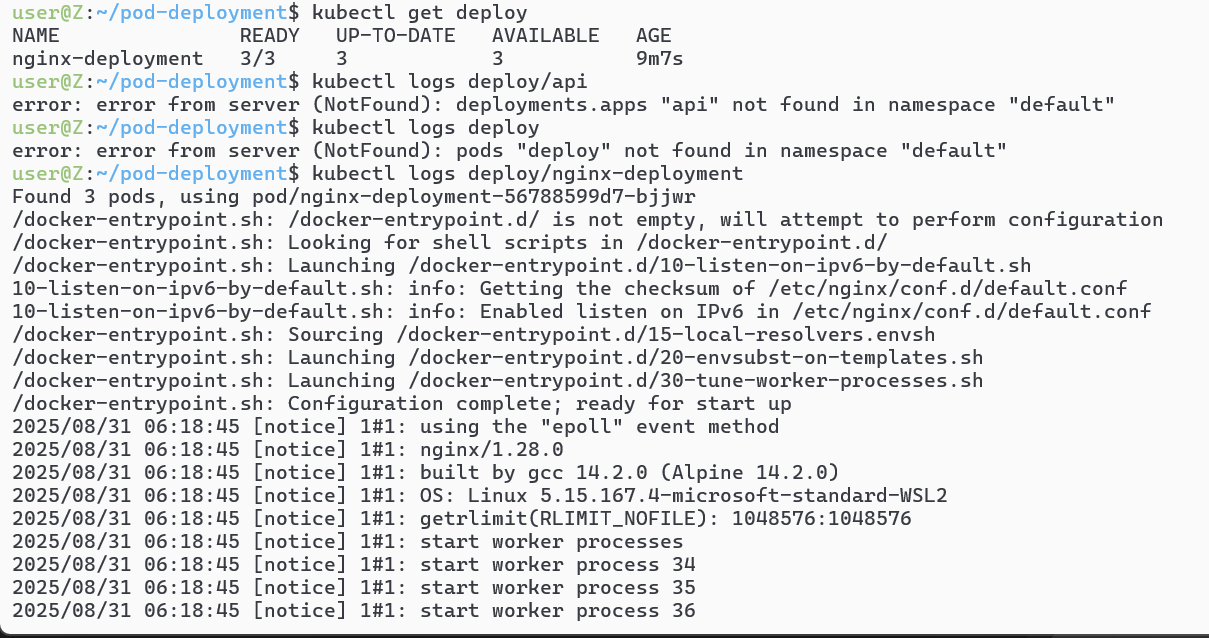 user@Z:~/pod-deployment$ kubectl get deploy
NAME               READY   UP-TO-DATE   AVAILABLE   AGE
nginx-deployment   3/3     3            3           9m7s
user@Z:~/pod-deployment$ kubectl logs deploy/api
error: error from server (NotFound): deployments.apps "api" not found in namespace "default"
user@Z:~/pod-deployment$ kubectl logs deploy
error: error from server (NotFound): pods "deploy" not found in namespace "default"
user@Z:~/pod-deployment$ kubectl logs deploy/nginx-deployment
Found 3 pods, using pod/nginx-deployment-56788599d7-bjjwr
/docker-entrypoint.sh: /docker-entrypoint.d/ is not empty, will attempt to perform configuration
/docker-entrypoint.sh: Looking for shell scripts in /docker-entrypoint.d/
/docker-entrypoint.sh: Launching /docker-entrypoint.d/10-listen-on-ipv6-by-default.sh
10-listen-on-ipv6-by-default.sh: info: Getting the checksum of /etc/nginx/conf.d/default.conf
10-listen-on-ipv6-by-default.sh: info: Enabled listen on IPv6 in /etc/nginx/conf.d/default.conf
/docker-entrypoint.sh: Sourcing /docker-entrypoint.d/15-local-resolvers.envsh
/docker-entrypoint.sh: Launching /docker-entrypoint.d/20-envsubst-on-templates.sh
/docker-entrypoint.sh: Launching /docker-entrypoint.d/30-tune-worker-processes.sh
/docker-entrypoint.sh: Configuration complete; ready for start up
2025/08/31 06:18:45 [notice] 1#1: using the "epoll" event method
2025/08/31 06:18:45 [notice] 1#1: nginx/1.28.0
2025/08/31 06:18:45 [notice] 1#1: built by gcc 14.2.0 (Alpine 14.2.0)
2025/08/31 06:18:45 [notice] 1#1: OS: Linux 5.15.167.4-microsoft-standard-WSL2
2025/08/31 06:18:45 [notice] 1#1: getrlimit(RLIMIT_NOFILE): 1048576:1048576
2025/08/31 06:18:45 [notice] 1#1: start worker processes
2025/08/31 06:18:45 [notice] 1#1: start worker process 34
2025/08/31 06:18:45 [notice] 1#1: start worker process 35
2025/08/31 06:18:45 [notice] 1#1: start worker process 36